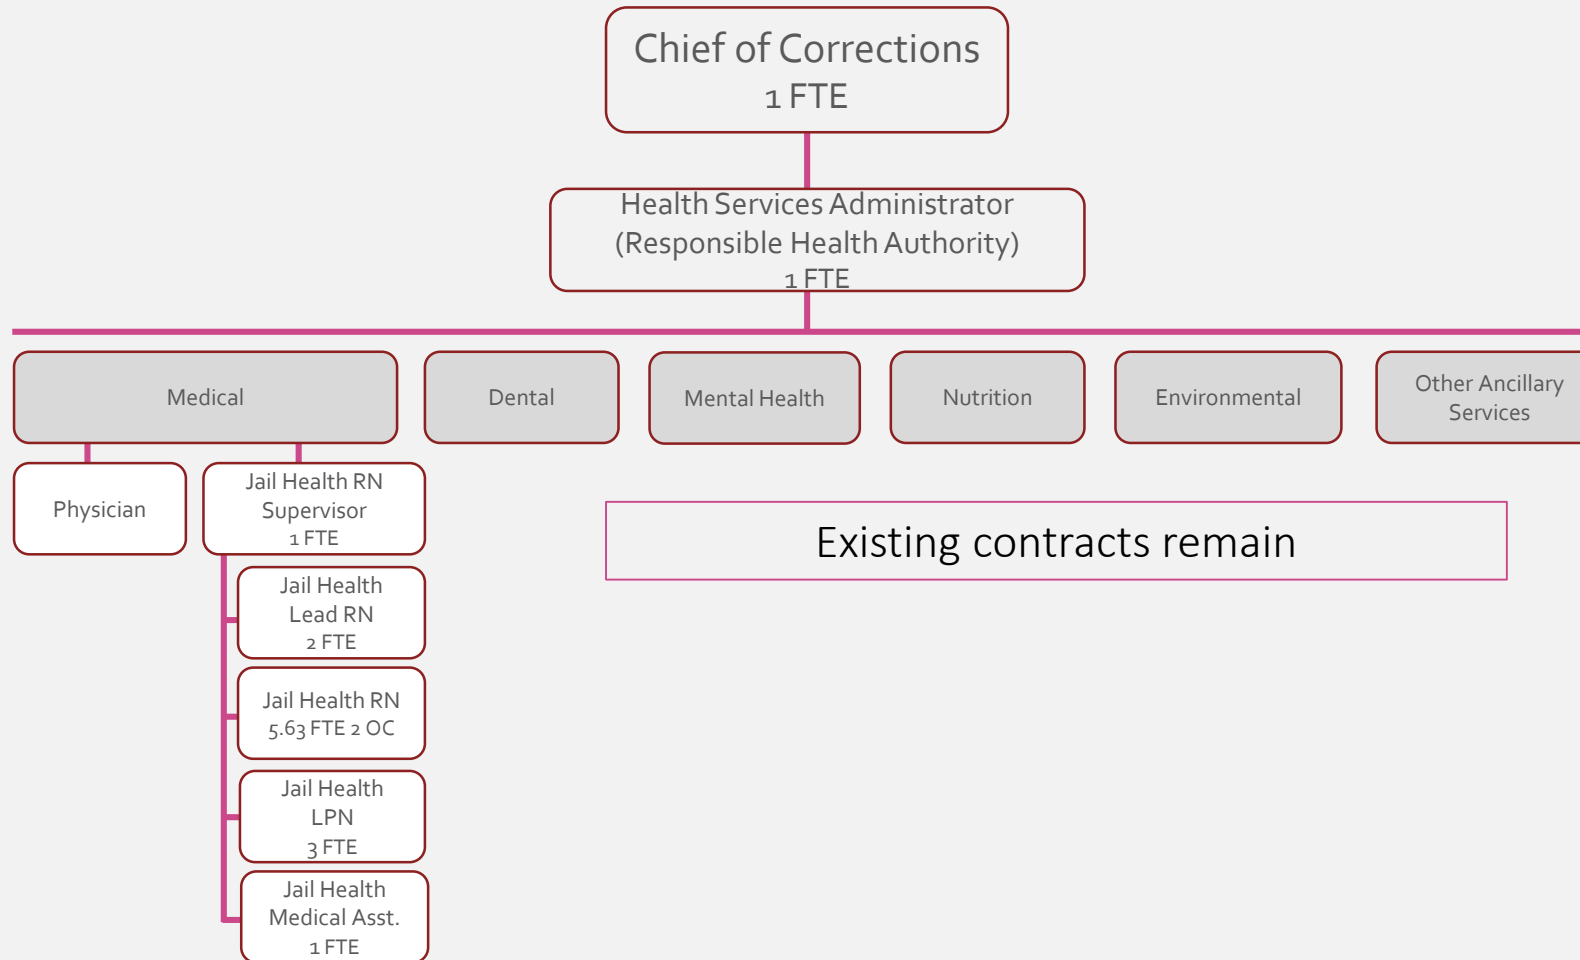 Chief of Corrections
1 FTE
Health Services Administrator
(Responsible Health Authority)
1 FTE
Medical
Dental
Mental Health
Nutrition
Environmental
Other Ancillary
Services
Physician
Jail Health RN
Supervisor
1 FTE
Existing contracts remain
Jail Health
Lead RN
2 FTE
Jail Health RN
5.63 FTE 2 OC
Jail Health
LPN
3 FTE
Jail Health
Medical Asst.
1 FTE